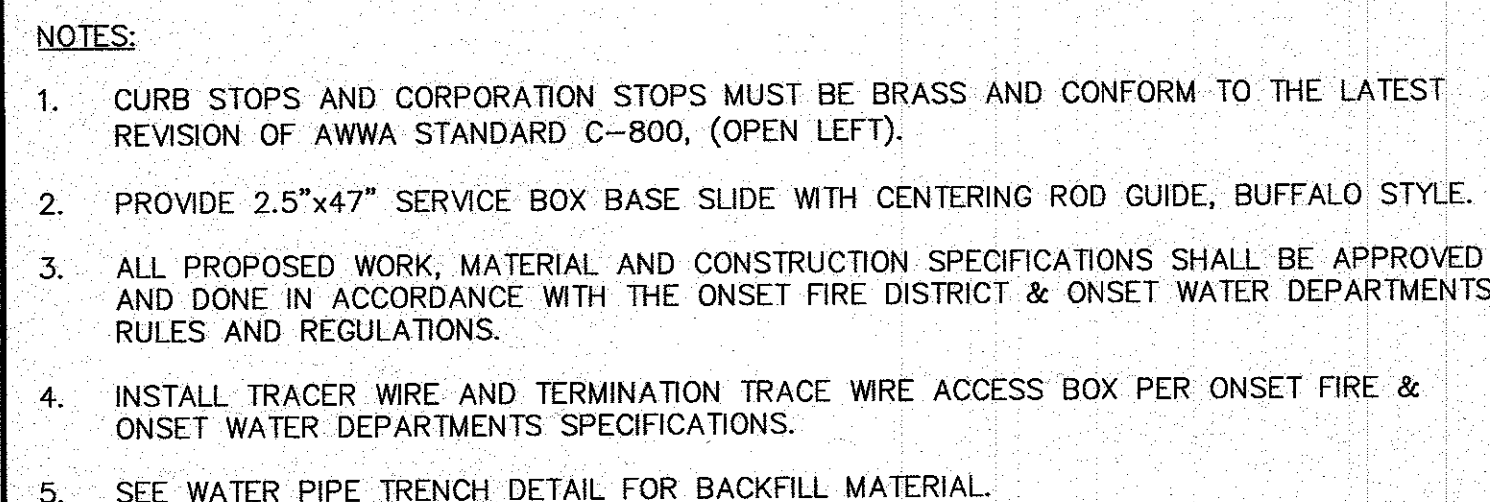 NOTES:
1. CURB STOPS AND CORPORATION STOPS MUST BE BRASS AND CONFORM TO THE LATEST
REVISION OF AWWA STANDARD C-800, (OPEN LEFT).
2. PROVIDE 2.5"x47" SERVICE BOX BASE SLIDE WITH CENTERING ROD GUIDE, BUFFALO STYLE.
3. ALL PROPOSED WORK, MATERIAL AND CONSTRUCTION SPECIFICATIONS SHALL BE APPROVED
AND DONE IN ACCORDANCE WITH THE ONSET FIRE DISTRICT & ONSET WATER DEPARTMENTS
RULES AND REGULATIONS.
4. INSTALL TRACER WIRE AND TERMINATION TRACE WIRE ACCESS BOX PER ONSET FIRE &
ONSET WATER DEPARTMENTS SPECIFICATIONS.
5. SEE WATER PIPE TRENCH DETAIL FOR BACKFILL MATERIAL.